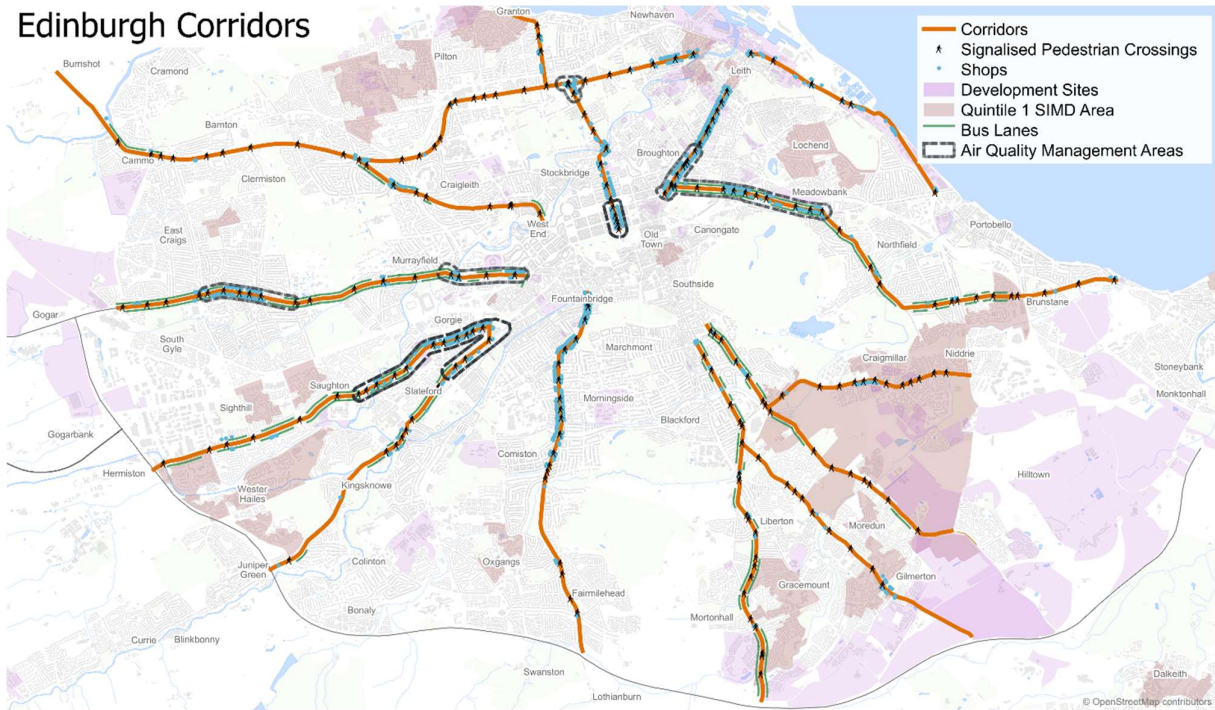 Edinburgh Corridors
Corridors
Signalised Pedestrian Crossings
Shops
Development Sites
Quintile 1 SIMD Area
Bus Lanes
Air Quality Management Areas
Granton
Newhaven
Burnshot
Cramond
Pilton
Leith
Barnton
Broughton
Lochend
Cammo
Stockbridge
Clermiston
Craigleith
Meadowbank
East
Craigs
West
End
Old
Town
Canongate
Portobello
Northfield
Murrayfield
Southside
Gogar
Fountainbridge
Brunstane
Gorgie
South
Gyle
Marchmont
Craigmillar
Niddrie
Stoneybank
Saughton
Slateford
Monktonhall
Sighthill
Morningside
Blackford
Gogarbank
Comiston
Hermiston
Hilltown
Wester
Hailes
Kingsknowe
Liberton
Moredun
Juniper
Green
Colinton
Oxgangs
Gilmerton
Gracemount
Fairmilehead
Bonaly
Mortonhall
Currie
Blinkbonny
Swanston
Dalkeith
Lothianburn
© OpenStreetMap contributors